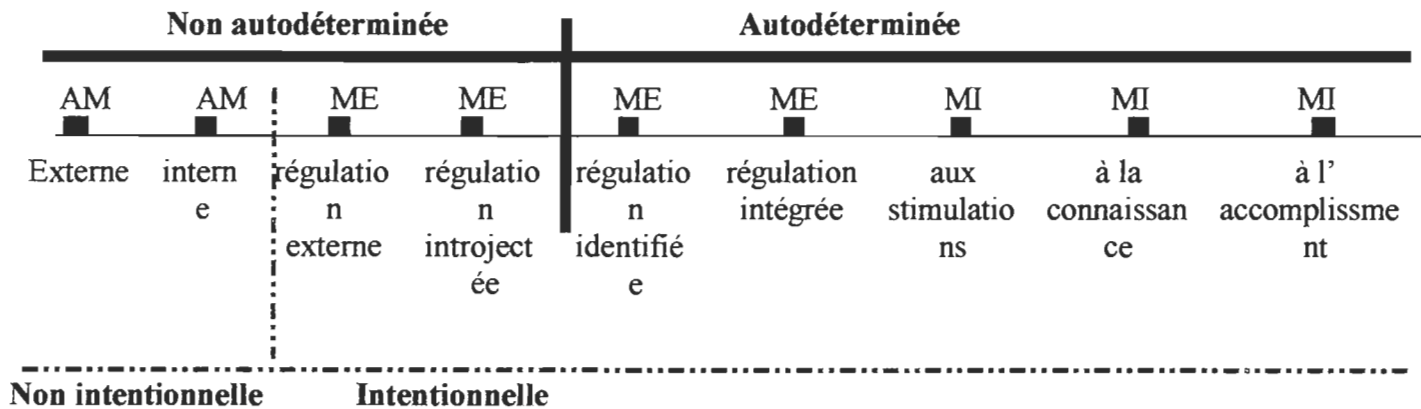 Non autodéterminée Autodéterminée
AM AM ME ME ME ME MI MI MI
Externe intern régulatio régulatio régulatio régulation aux à la à l'
e n n n intégrée stimulatio connaissan accomplissme
externe introject identifié ns ce nt
ée e
Non intentionnelle Intentionnelle